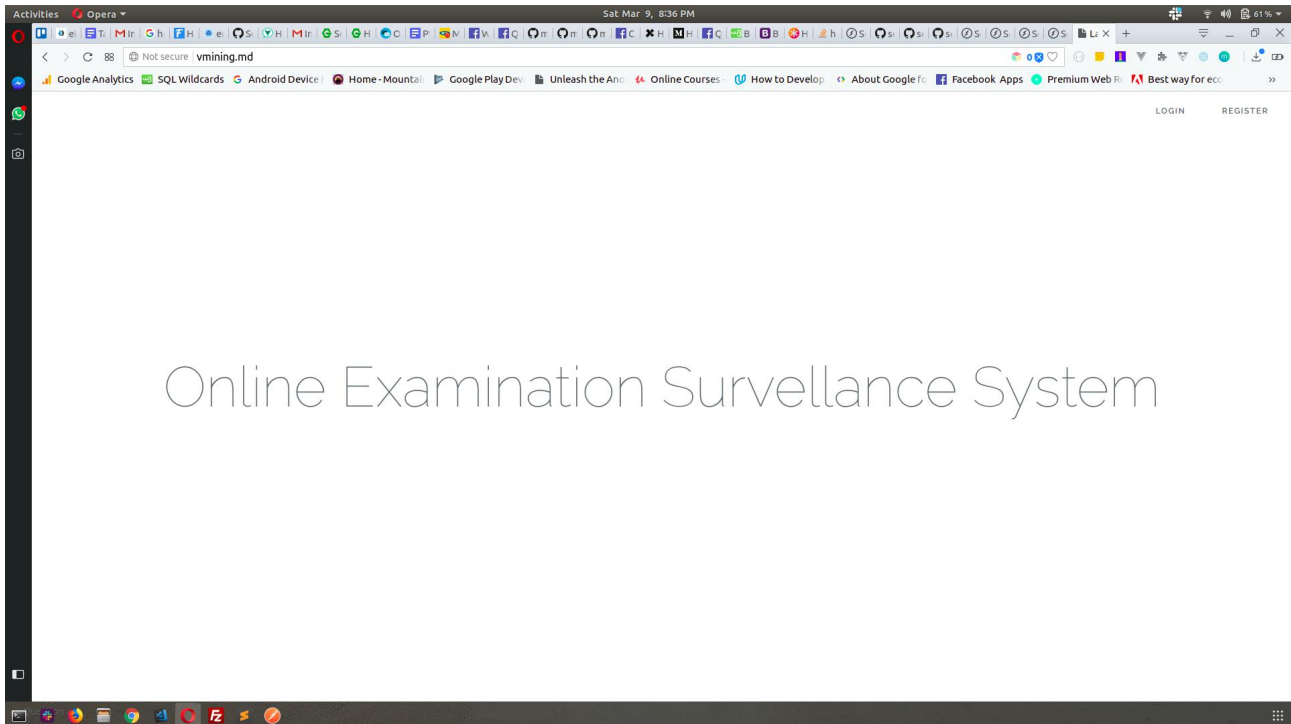 Activities Opera Sat Mar 9, 8:36 PM 61 %
Not secure vmining.md 0
Google Analytics SQL Wildcards Android Device Home - Mountai Google Play Dev Unleash the Ano Online Courses - How to Develop About Google fo Facebook Apps Premium Web R Best way for ecc
LOGIN REGISTER
Online Examination Survellance System